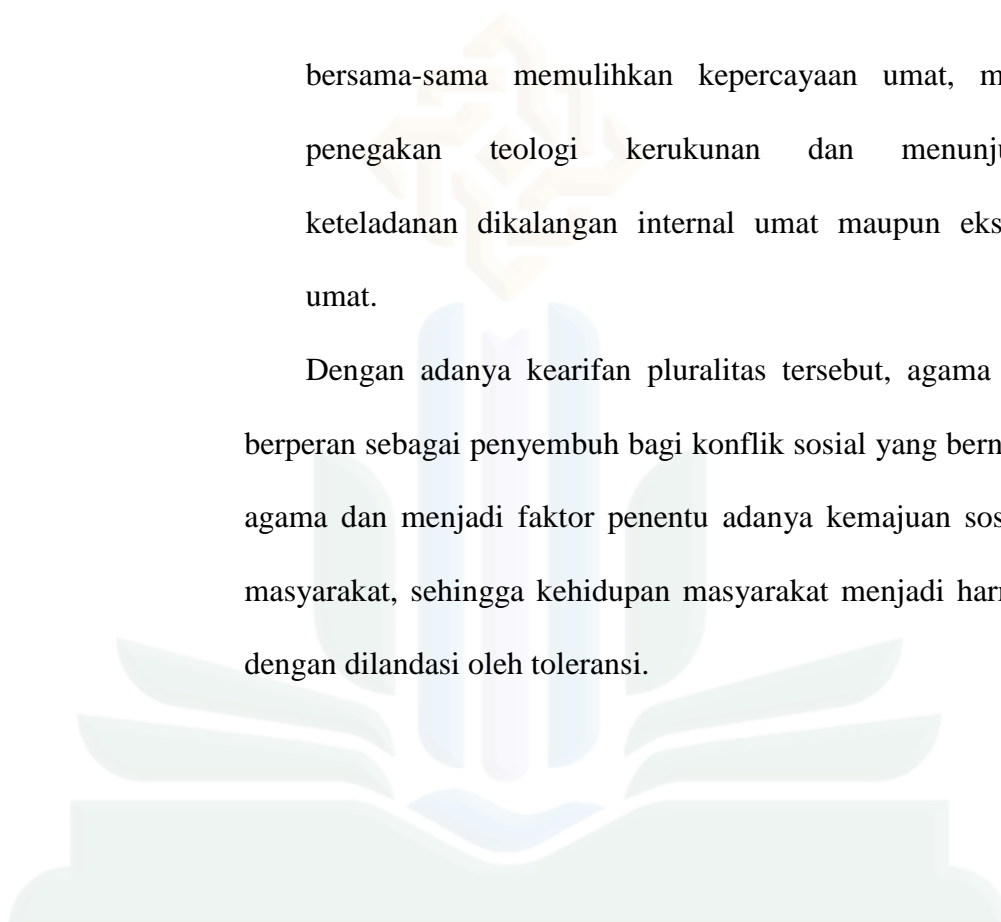 bersama-sama memulihkan kepercayaan umat,
penegakan teologi kerukunan dan
keteladanan dikalangan internal umat maupun
umat.
Dengan adanya kearifan pluralitas tersebut, agama
berperan sebagai penyembuh bagi konflik sosial yang
agama dan menjadi faktor penentu adanya kemajuan
masyarakat, sehingga kehidupan masyarakat menjadi
dengan dilandasi oleh toleransi.